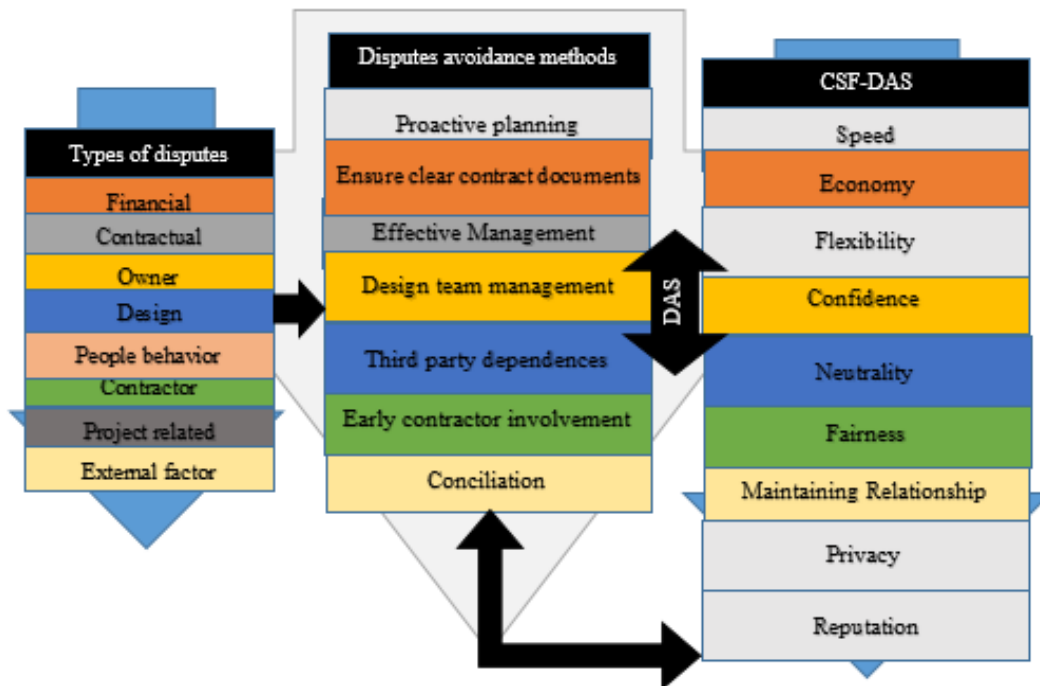 Types of disputes
Financial
Contractual
Owner
Design
People behavior
Contractor
Project related
External factor
Disputes avoidance methods
Proactive planning
Ensure clear contract documents
Effective Management
Design team management
Third party dependences
Early contractor involvement
Conciliation
DAS
CSF-DAS
Speed
Economy
Flexibility
Confidence
Neutrality
Fairness
Maintaining Relationship
Privacy
Reputation